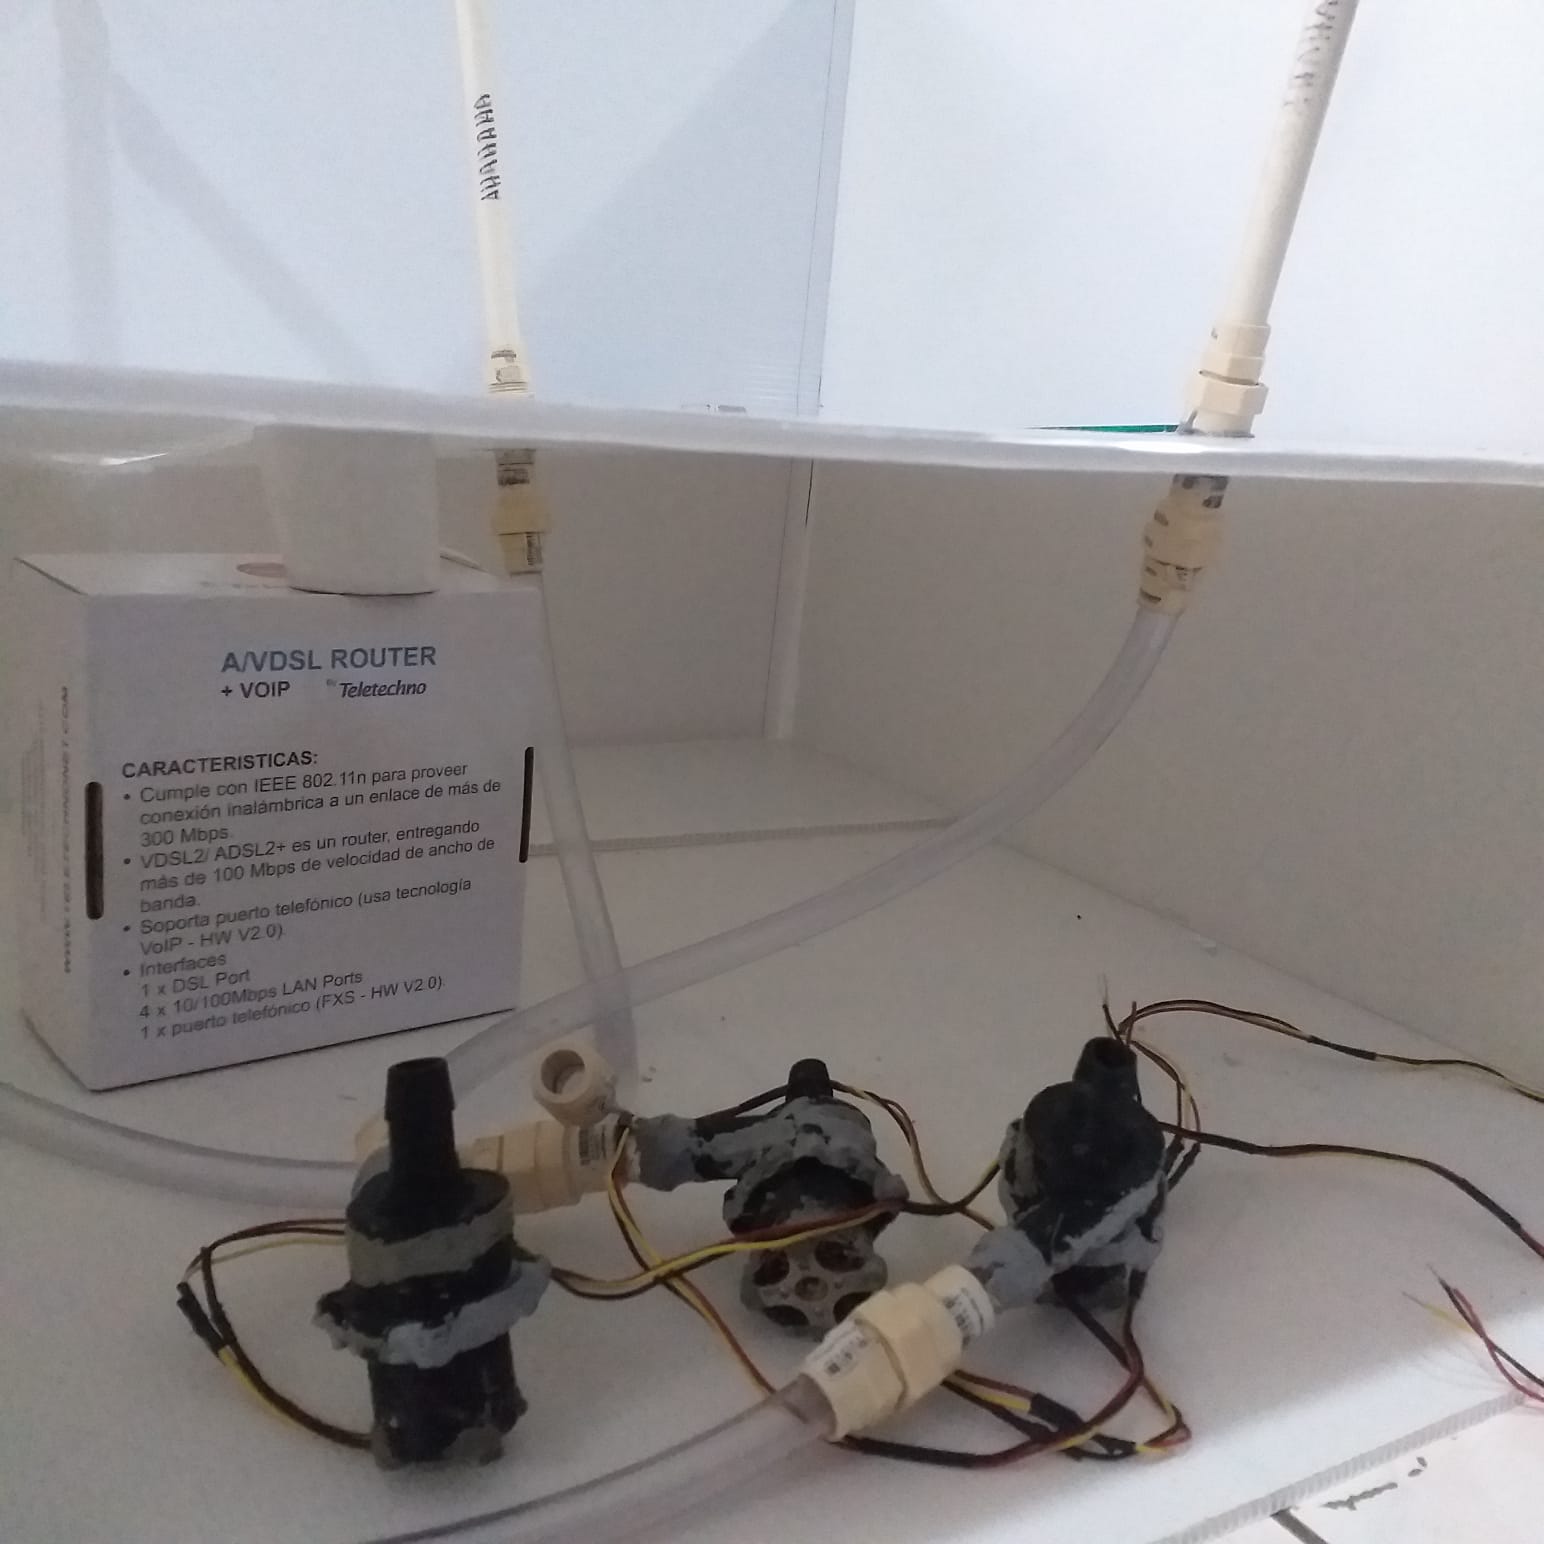 A/VDSL ROUTER
+ VOIP by Teletechno
CARACTERISTICAS:
• Cumple con IEEE 802.11n para proveer
conexión inalámbrica a un enlace de más de
300 Mbps.
• VDSL2/ ADSL2+ es un router, entregando
más de 100 Mbps de velocidad de ancho de
banda.
• Soporta puerto telefónico (usa tecnología
VoIP - HW V2.0)
• Interfaces
1 x DSL Port
4 x 10/100Mbps LAN Ports
1 x puerto telefónico (FXS - HW V2.0)